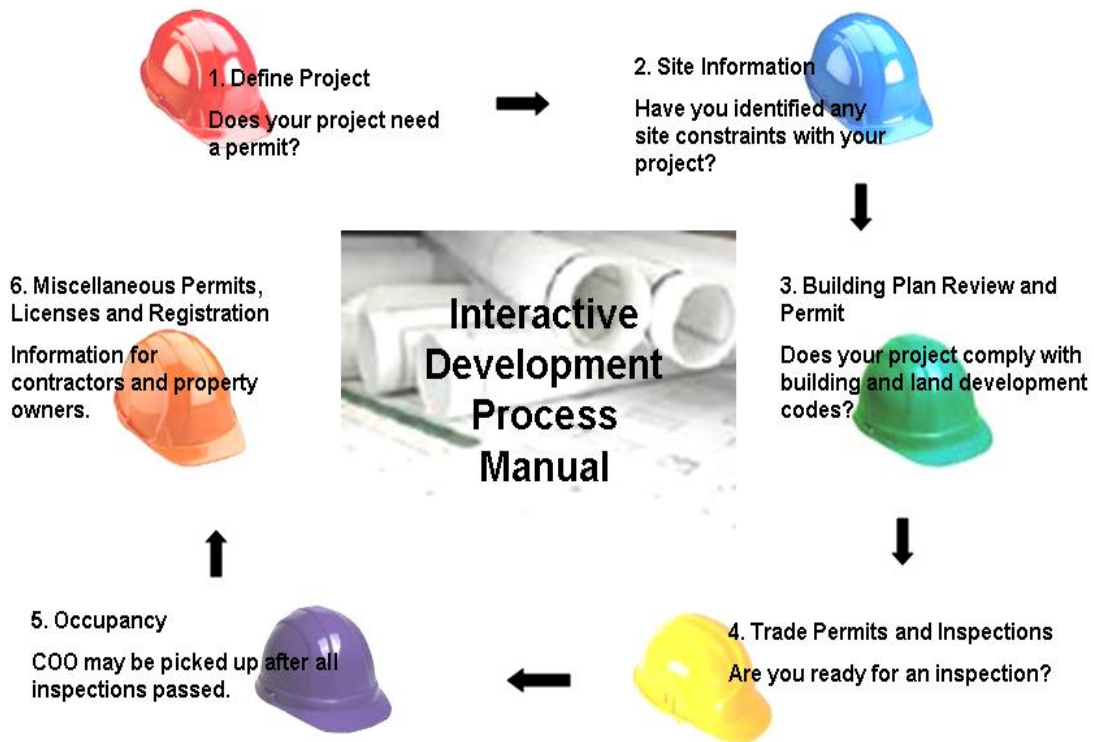 1. Define Project
Does your project need
a permit?
2. Site Information
Have you identified any
site constraints with your
project?
3. Building Plan Review and
Permit
Does your project comply with
building and land development
codes?
4. Trade Permits and Inspections
Are you ready for an inspection?
5. Occupancy
COO may be picked up after all
inspections passed.
6. Miscellaneous Permits,
Licenses and Registration
Information for
contractors and property
owners.
Interactive
Development
Process
Manual